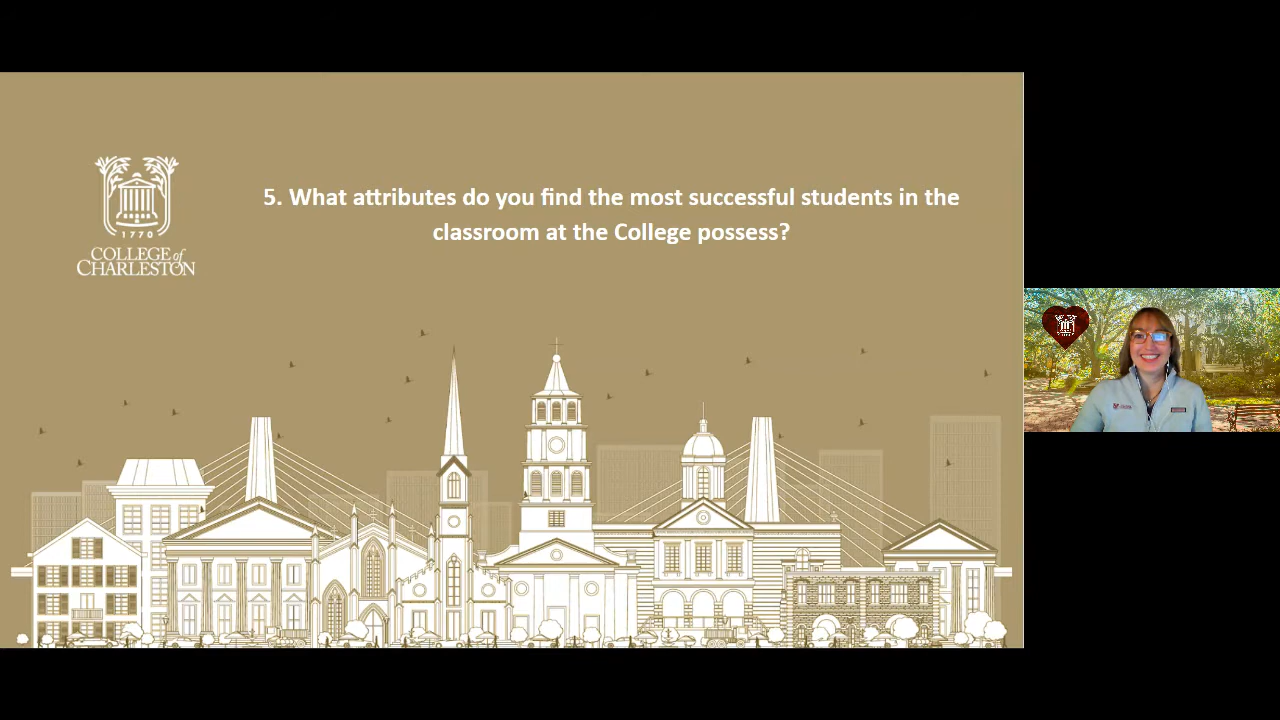 5. What attributes do you find the most successful students in the
classroom at the College possess?
1770
COLLEGE of
CHARLESTON